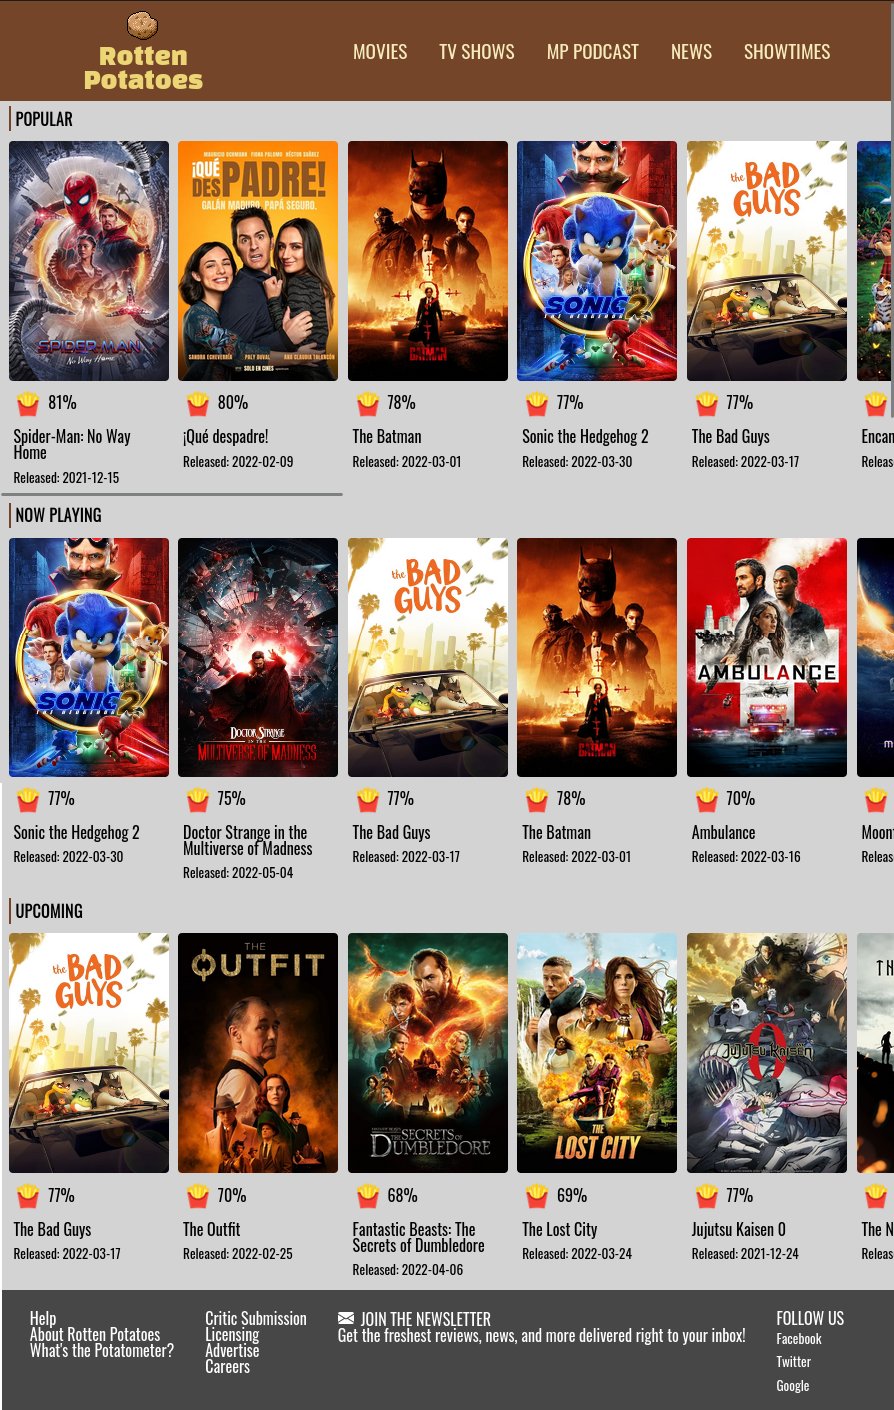 Rotten
Potatoes
MOVIES
TV SHOWS
MP PODCAST
NEWS
SHOWTIMES
POPULAR
SPIDER-MAN
No Way Home
MAURICIO OCHMANN FIONA PALOMO HÉCTOR SUÁREZ
¡QUÉ
DESPADRE!
GALÁN MADURO, PAPÁ SEGURO.
SANDRA ECHEVERRÍA
SOLO EN CINES
THE BATMAN
SONIC 2
THE HEDGEHOG
the BAD
GUYS
81%
80%
78%
77%
77%
Spider-Man: No Way
Home
Released: 2021-12-15
¡Qué despadre!
Released: 2022-02-09
The Batman
Released: 2022-03-01
Sonic the Hedgehog 2
Released: 2022-03-30
The Bad Guys
Released: 2022-03-17
Encan
Releas
NOW PLAYING
SONIC 2
THE HEDGEHOG
DOCTOR STRANGE
IN THE
MULTIVERSE OF MADNESS
the BAD
GUYS
THE BATMAN
AMBULANCE
m
77%
75%
77%
78%
70%
Sonic the Hedgehog 2
Released: 2022-03-30
Doctor Strange in the
Multiverse of Madness
Released: 2022-05-04
The Bad Guys
Released: 2022-03-17
The Batman
Released: 2022-03-01
Ambulance
Released: 2022-03-16
Moonf
Releas
UPCOMING
the BAD
GUYS
THE
OUTFIT
THE SECRETS OF
DUMBLEDORE
THE
LOST CITY
JUJUTSU KAISEN
0
TH
77%
70%
68%
69%
77%
The Bad Guys
Released: 2022-03-17
The Outfit
Released: 2022-02-25
Fantastic Beasts: The
Secrets of Dumbledore
Released: 2022-04-06
The Lost City
Released: 2022-03-24
Jujutsu Kaisen 0
Released: 2021-12-24
The N
Releas
Help
About Rotten Potatoes
What's the Potatometer?
Critic Submission
Licensing
Advertise
Careers
JOIN THE NEWSLETTER
Get the freshest reviews, news, and more delivered right to your inbox!
FOLLOW US
Facebook
Twitter
Google